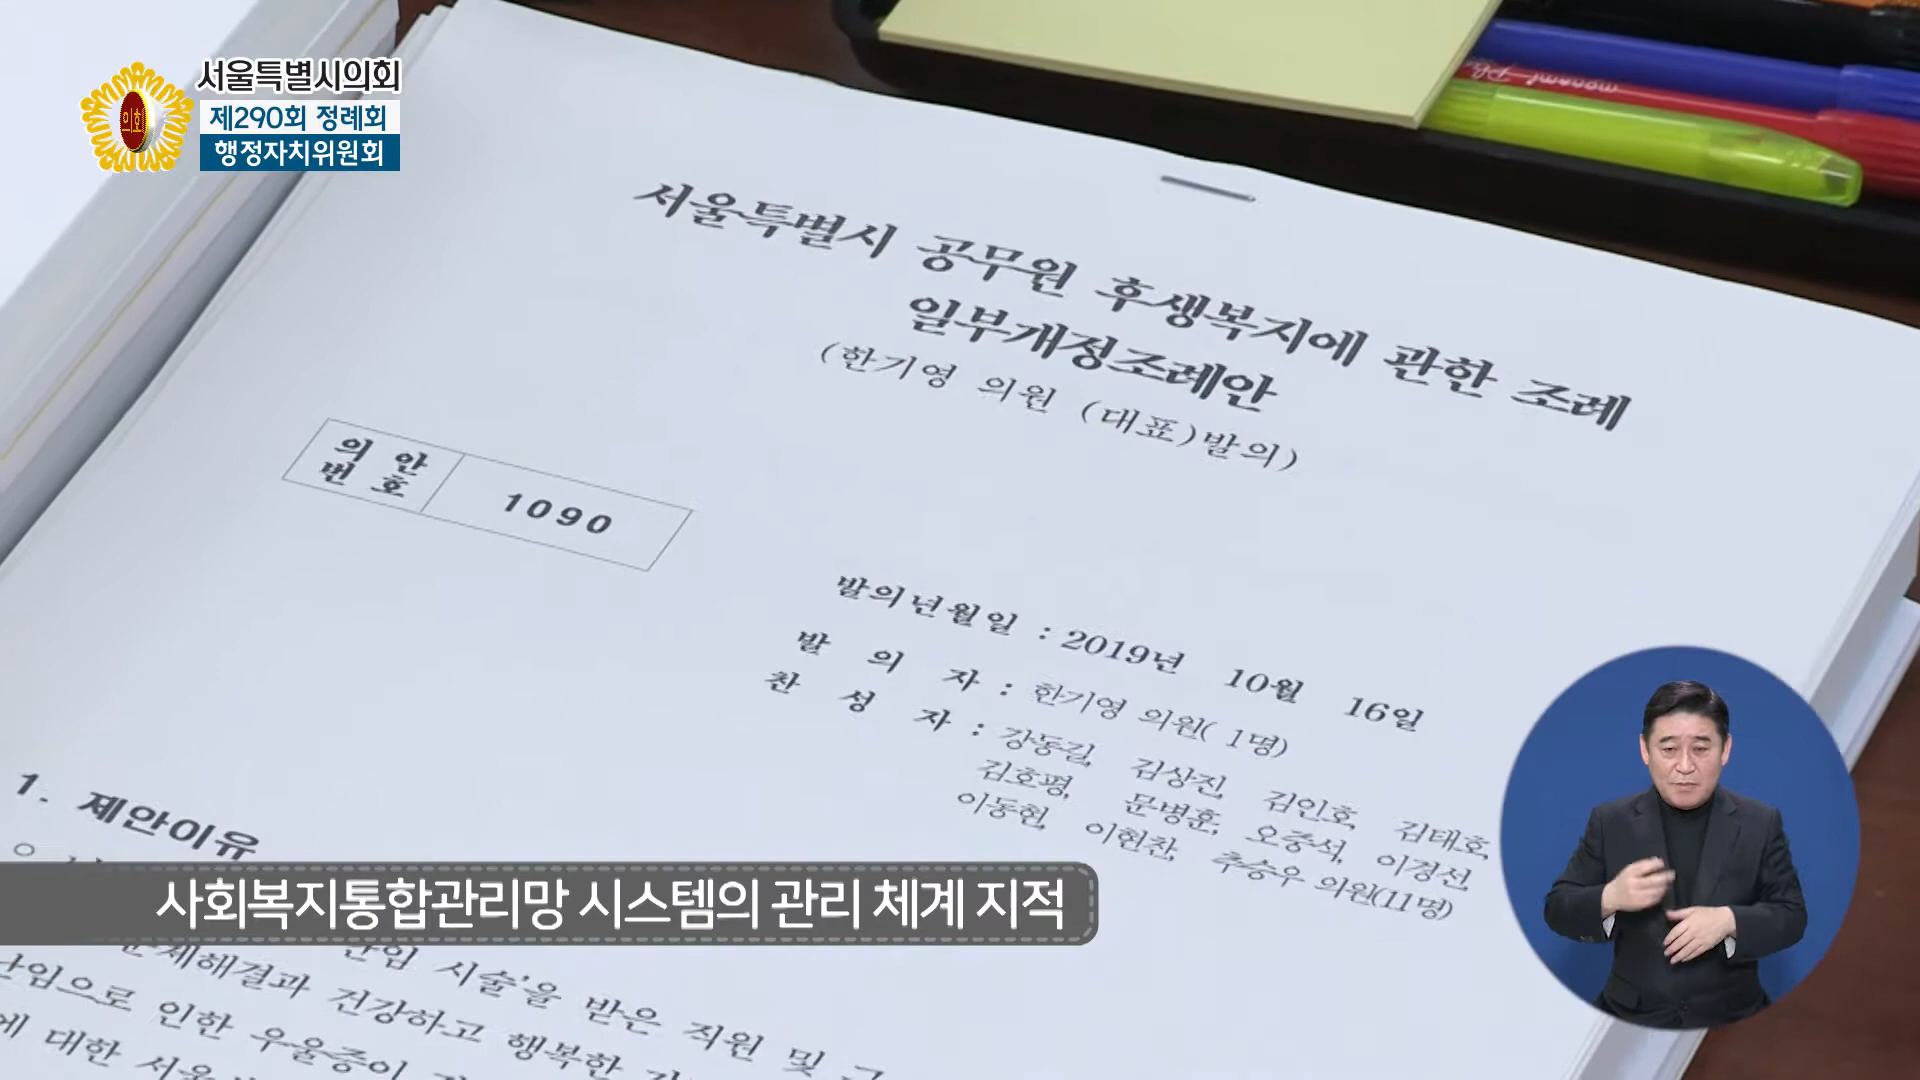 서울특별시의회
제290회 정례회
행정자치위원회
의회
서울특별시 공무원 후생복지에 관한 조례
일부개정조례안
(한기영 의원 (대표)발의)
의 안
번 호
1090
발의년월일 : 2019년 10월 16일
발 의 자 : 한기영 의원( 1명)
찬 성 자 : 강동길, 김상진, 김인호, 김태호,
김호평, 문병훈, 오중석, 이경선,
이동현, 이현찬, 추승우 의원(11명)
1. 제안이유
사회복지통합관리망 시스템의 관리 체계 지적
난임 시술'을 받은 직원 및
문제해결과 건강하고 행복한
난임으로 인한 우울증이
에 대한 서울
monami